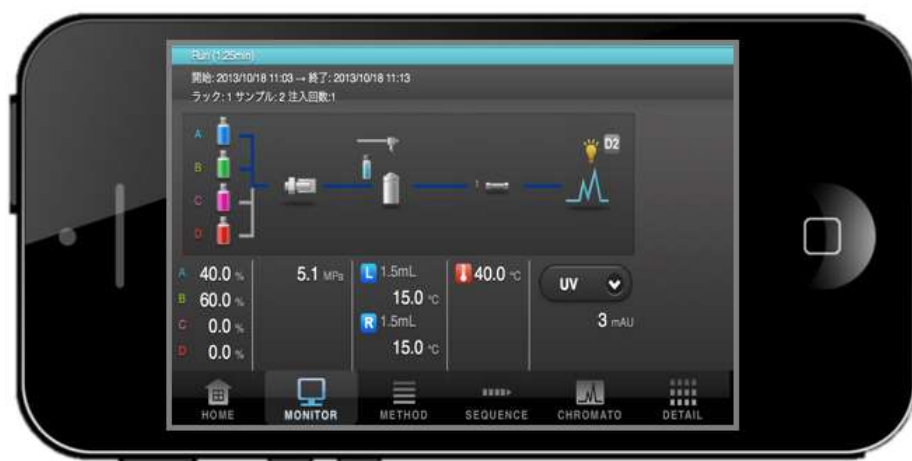 Run (1.25min)
開始: 2013/10/18 11:03 → 終了: 2013/10/18 11:13
ラック: 1 サンプル: 2 注入回数:1
D2
A
B
C
D
1
A 40.0 % 5.1 MPa L 1.5mL 40.0 ℃ UV
B 60.0 % 15.0 ℃
C 0.0 % R 1.5mL 3 mAU
D 0.0 % 15.0 ℃
HOME MONITOR METHOD SEQUENCE CHROMATO DETAIL